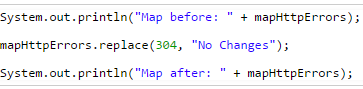 System.out.println("Map before: " + mapHttpErrors);
mapHttpErrors.replace(304, "No Changes");
System.out.println("Map after: " + mapHttpErrors);